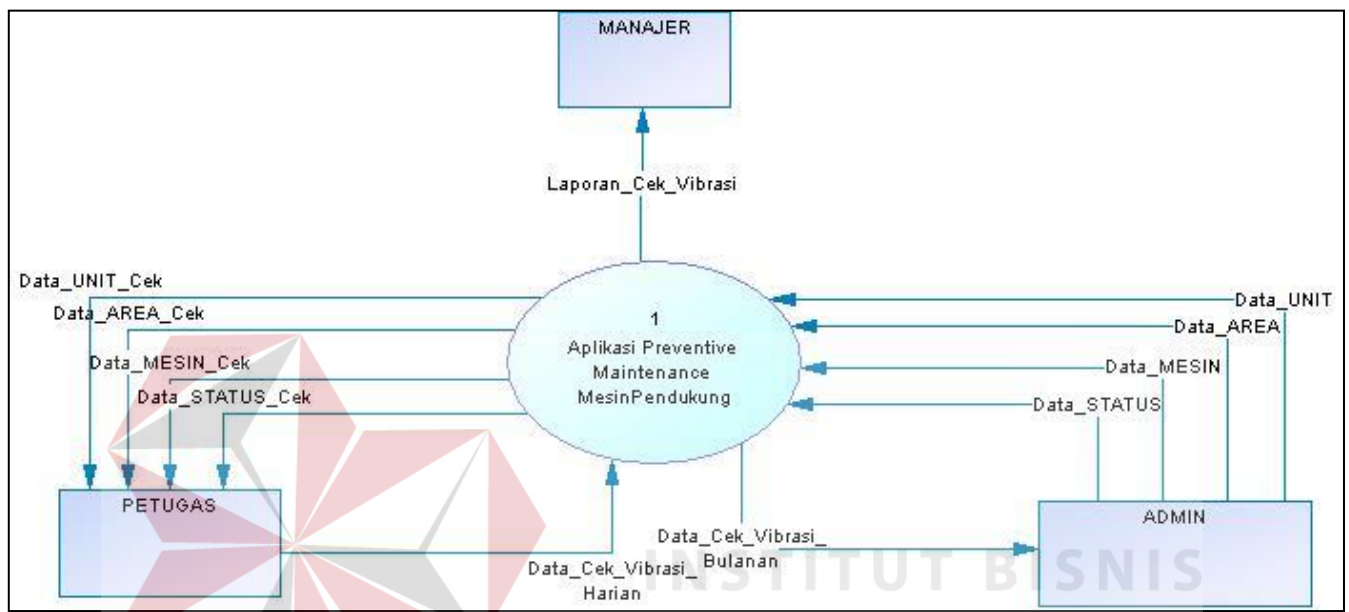 MANAJER
Laporan_Cek_Vibrasi
Data_UNIT_Cek
Data_AREA_Cek
Data_MESIN_Cek
Data_STATUS_Cek
1
Aplikasi Preventive
Maintenance
MesinPendukung
Data_UNIT
Data_AREA
Data_MESIN
Data_STATUS
PETUGAS
ADMIN
Data_Cek_Vibrasi_
Harian
Data_Cek_Vibrasi_
Bulanan
INSTITUT BISNIS